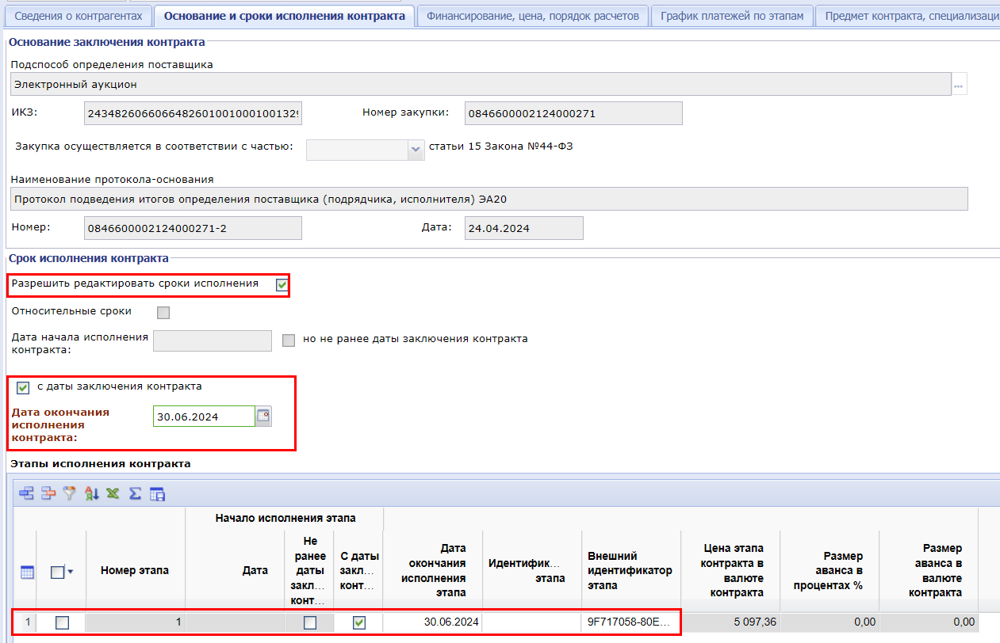 Сведения о контрагентах
Основание и сроки исполнения контракта
Финансирование, цена, порядок расчетов
График платежей по этапам
Предмет контракта, специализаци
Основание заключения контракта
Подспособ определения поставщика
Электронный аукцион
...
ИКЗ:
24348260660664826010010001001329
Номер закупки:
0846600002124000271
Закупка осуществляется в соответствии с частью:
статьи 15 Закона №44-ФЗ
Наименование протокола-основания
Протокол подведения итогов определения поставщика (подрядчика, исполнителя) ЭА20
Номер:
0846600002124000271-2
Дата:
24.04.2024
Срок исполнения контракта
Разрешить редактировать сроки исполнения
Относительные сроки
Дата начала исполнения
контракта:
но не ранее даты заключения контракта
с даты заключения контракта
Дата окончания
исполнения
контракта:
30.06.2024
Этапы исполнения контракта
Номер этапа
Начало исполнения этапа
Дата
Не
ранее
даты
закл...
конт...
С даты
закл...
конт...
Дата
окончания
исполнения
этапа
Идентифик...
этапа
Внешний
идентификатор
этапа
Цена этапа
контракта в
валюте
контракта
Размер
аванса в
процентах %
Размер
аванса в
валюте
контракта
1
1
30.06.2024
9F717058-80E...
5 097,36
0,00
0,00